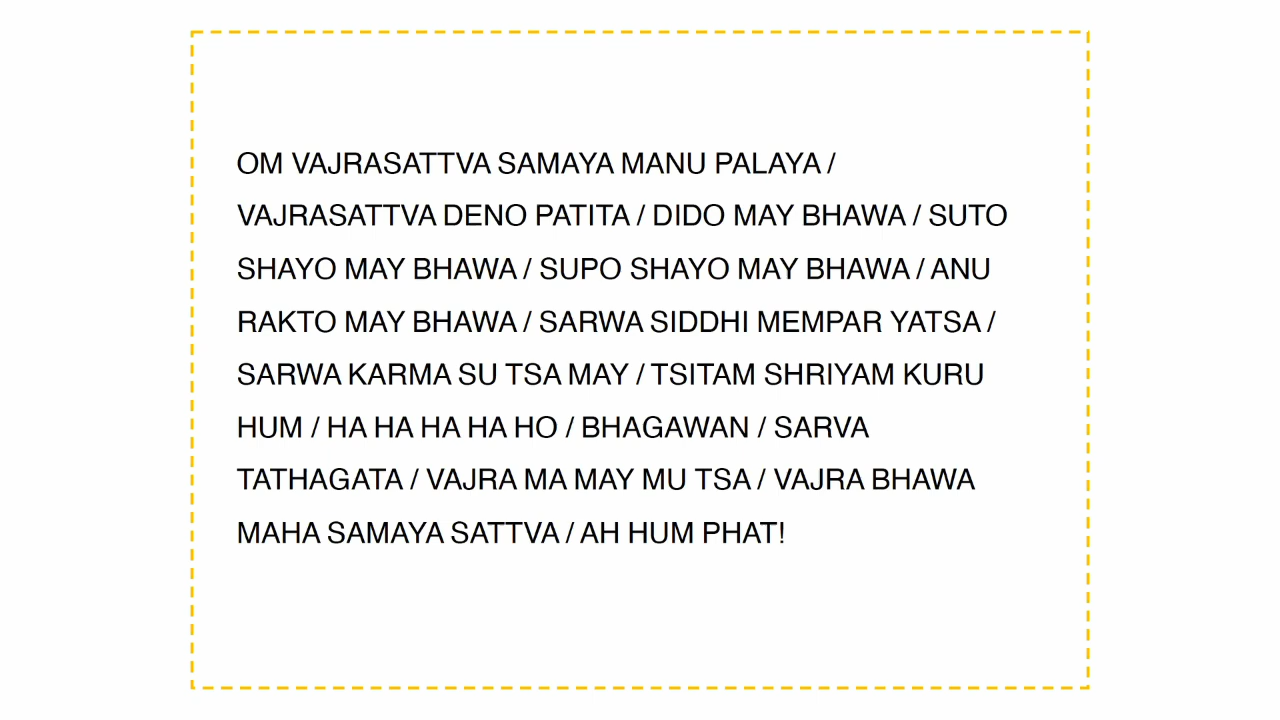 OM VAJRASATTVA SAMAYA MANU PALAYA /
VAJRASATTVA DENO PATITA / DIDO MAY BHAWA / SUTO
SHAYO MAY BHAWA / SUPO SHAYO MAY BHAWA / ANU
RAKTO MAY BHAWA / SARWA SIDDHI MEMPAR YATSA /
SARWA KARMA SU TSA MAY / TSITAM SHRIYAM KURU
HUM / HA HA HA HA HO / BHAGAWAN / SARVA
TATHAGATA / VAJRA MA MAY MU TSA / VAJRA BHAWA
MAHA SAMAYA SATTVA / AH HUM PHAT!